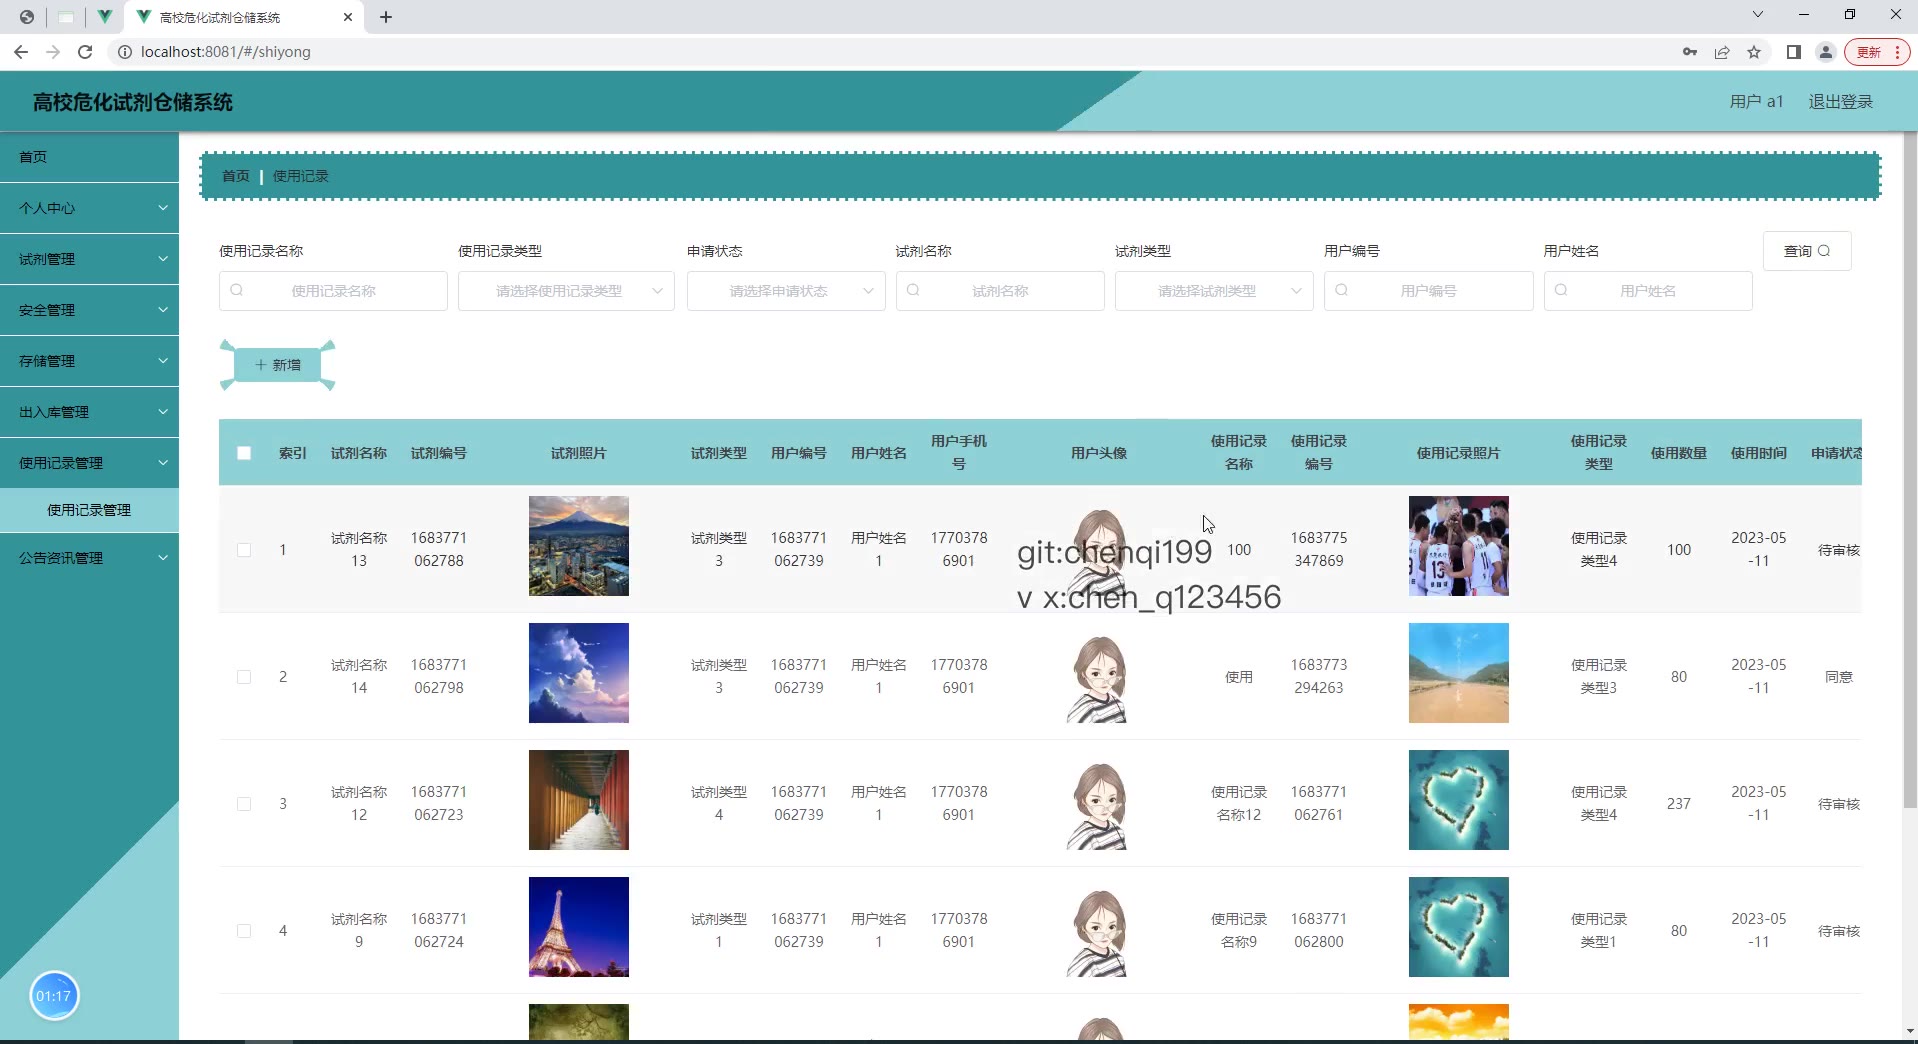 高校危化试剂仓储系统
localhost:8081/#/shiyong
更新
高校危化试剂仓储系统
用户 a1 退出登录
首页
个人中心
试剂管理
安全管理
存储管理
出入库管理
使用记录管理
使用记录管理
公告资讯管理
01:17
首页 | 使用记录
使用记录名称 使用记录类型 申请状态 试剂名称 试剂类型 用户编号 用户姓名 查询
使用记录名称 请选择使用记录类型 请选择申请状态 试剂名称 请选择试剂类型 用户编号 用户姓名
新增
索引 试剂名称 试剂编号 试剂照片 试剂类型 用户编号 用户姓名 用户手机号 用户头像 使用记录名称 使用记录编号 使用记录照片 使用记录类型 使用数量 使用时间 申请状态
1 试剂名称13 1683771062788 试剂类型3 1683771062739 用户姓名1 17703786901 100 1683775347869 使用记录类型4 100 2023-05-11 待审核
git:chenqi199
v x:chen_q123456
2 试剂名称14 1683771062798 试剂类型3 1683771062739 用户姓名1 17703786901 使用 1683773294263 使用记录类型3 80 2023-05-11 同意
3 试剂名称12 1683771062723 试剂类型4 1683771062739 用户姓名1 17703786901 使用记录名称12 1683771062761 使用记录类型4 237 2023-05-11 待审核
4 试剂名称9 1683771062724 试剂类型1 1683771062739 用户姓名1 17703786901 使用记录名称9 1683771062800 使用记录类型1 80 2023-05-11 待审核